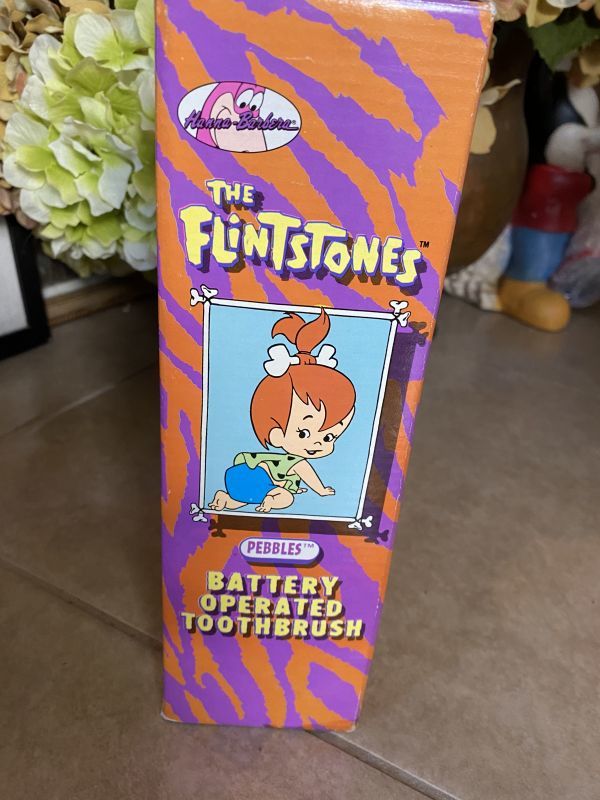 Hanna-Barbera
THE
FLINTSTONES™
PEBBLES™
BATTERY
OPERATED
TOOTHBRUSH